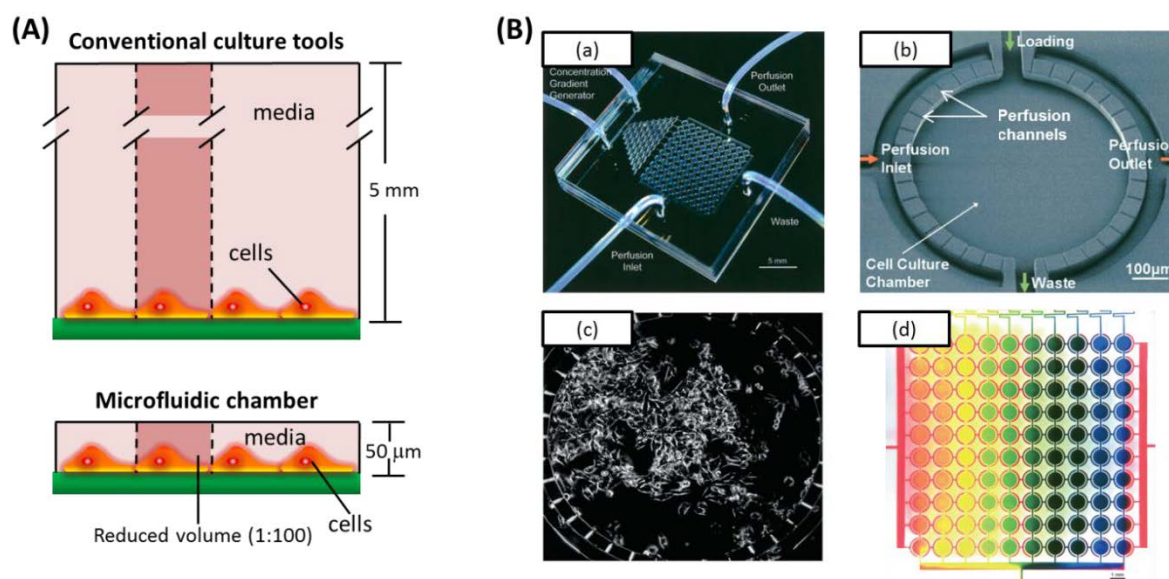 (A)
Conventional culture tools
media
5 mm
cells
Microfluidic chamber
media
50 μm
cells
Reduced volume (1:100)
(B)
(a)
Concentration
Gradient
Generator
Perfusion
Outlet
Waste
Perfusion
Inlet
5 mm
(b)
Loading
Perfusion
channels
Perfusion
Inlet
Perfusion
Outlet
Cell Culture
Chamber
Waste
100μm
(c)
(d)
1 mm